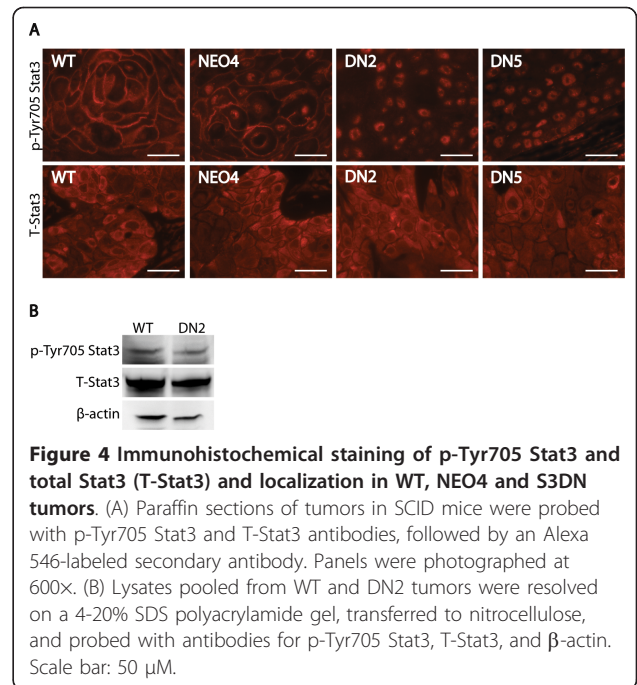 A
p-Tyr705 Stat3
WT
NEO4
DN2
DN5
T-Stat3
WT
NEO4
DN2
DN5
B
WT DN2
p-Tyr705 Stat3
T-Stat3
β-actin
Figure 4 Immunohistochemical staining of p-Tyr705 Stat3 and
total Stat3 (T-Stat3) and localization in WT, NEO4 and S3DN
tumors. (A) Paraffin sections of tumors in SCID mice were probed
with p-Tyr705 Stat3 and T-Stat3 antibodies, followed by an Alexa
546-labeled secondary antibody. Panels were photographed at
600×. (B) Lysates pooled from WT and DN2 tumors were resolved
on a 4-20% SDS polyacrylamide gel, transferred to nitrocellulose,
and probed with antibodies for p-Tyr705 Stat3, T-Stat3, and β-actin.
Scale bar: 50 μM.